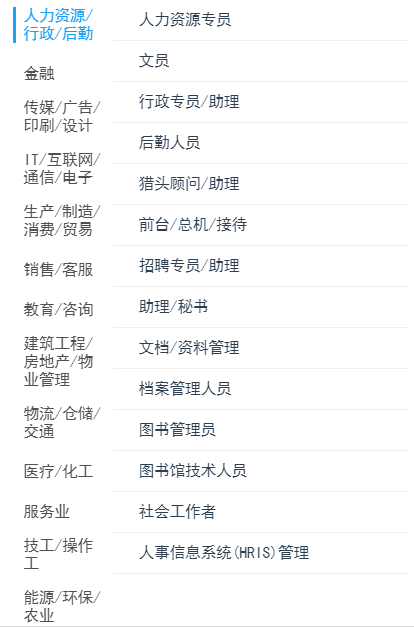 人力资源/
行政/后勤
金融
传媒/广告/
印刷/设计
IT/互联网/
通信/电子
生产/制造/
消费/贸易
销售/客服
教育/咨询
建筑工程/
房地产/物
业管理
物流/仓储/
交通
医疗/化工
服务业
技工/操作
工
能源/环保/
农业
人力资源专员
文员
行政专员/助理
后勤人员
猎头顾问/助理
前台/总机/接待
招聘专员/助理
助理/秘书
文档/资料管理
档案管理人员
图书管理员
图书馆技术人员
社会工作者
人事信息系统(HRIS)管理